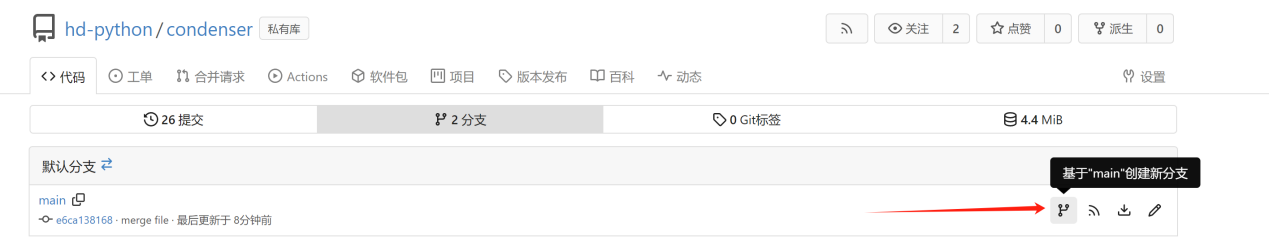 hd-python / condenser 私有库 关注 2 点赞 0 派生 0
代码 工单 合并请求 Actions 软件包 项目 版本发布 百科 动态 设置
26 提交 2 分支 0 Git标签 4.4 MiB
默认分支
基于"main"创建新分支
main
e6ca138168 · merge file · 最后更新于 8分钟前